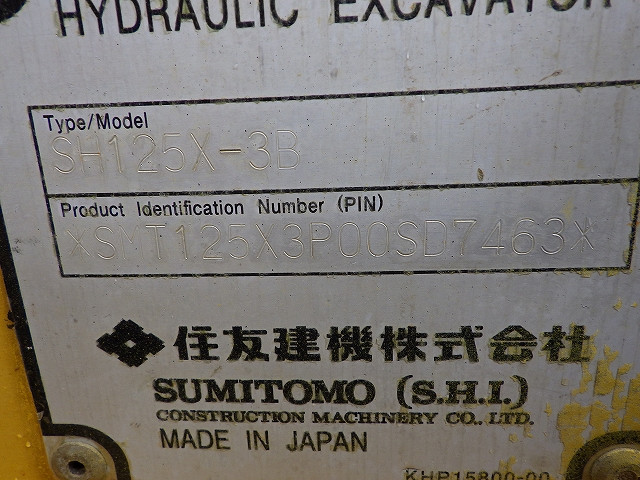 HYDRAULIC EXCAVATOR
Type/Model
SH125X-3B
Product Identification Number (PIN)
*SMT125X3P00SD7463*
住友建機株式会社
SUMITOMO (S.H.I.)
CONSTRUCTION MACHINERY CO., LTD.
MADE IN JAPAN
KHP15800-00